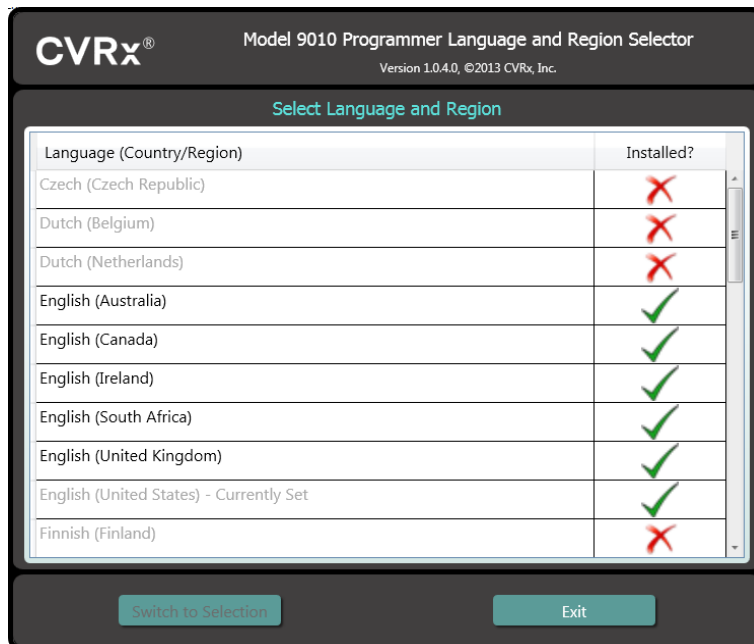 CVRx®
Model 9010 Programmer Language and Region Selector
Version 1.0.4.0, ©2013 CVRx, Inc.
Select Language and Region
Language (Country/Region) Installed?
Czech (Czech Republic)
Dutch (Belgium)
Dutch (Netherlands)
English (Australia)
English (Canada)
English (Ireland)
English (South Africa)
English (United Kingdom)
English (United States) - Currently Set
Finnish (Finland)
Switch to Selection Exit